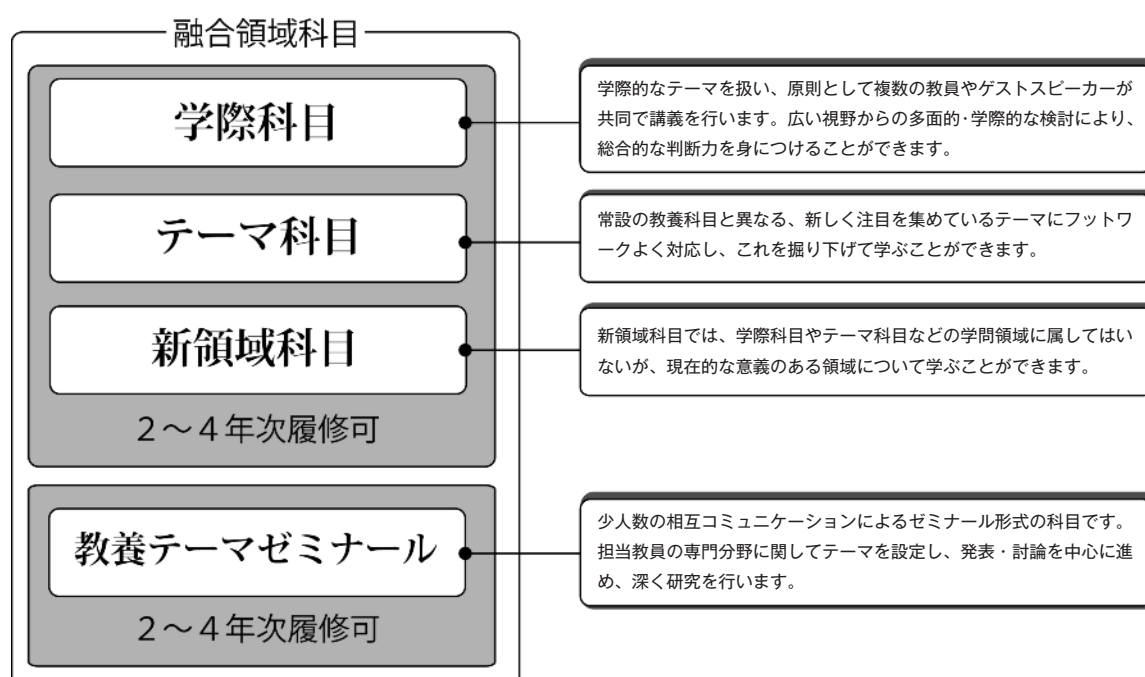 融合領域科目
学際科目
学際的なテーマを扱い、原則として複数の教員やゲストスピーカーが
共同で講義を行います。広い視野からの多面的・学際的な検討により、
総合的な判断力を身につけることができます。
テーマ科目
常設の教養科目と異なる、新しく注目を集めているテーマにフットワ
ークよく対応し、これを掘り下げて学ぶことができます。
新領域科目
新領域科目では、学際科目やテーマ科目などの学問領域に属してはい
ないが、現在的な意義のある領域について学ぶことができます。
２～４年次履修可
教養テーマゼミナール
少人数の相互コミュニケーションによるゼミナール形式の科目です。
担当教員の専門分野に関してテーマを設定し、発表・討論を中心に進
め、深く研究を行います。
２～４年次履修可